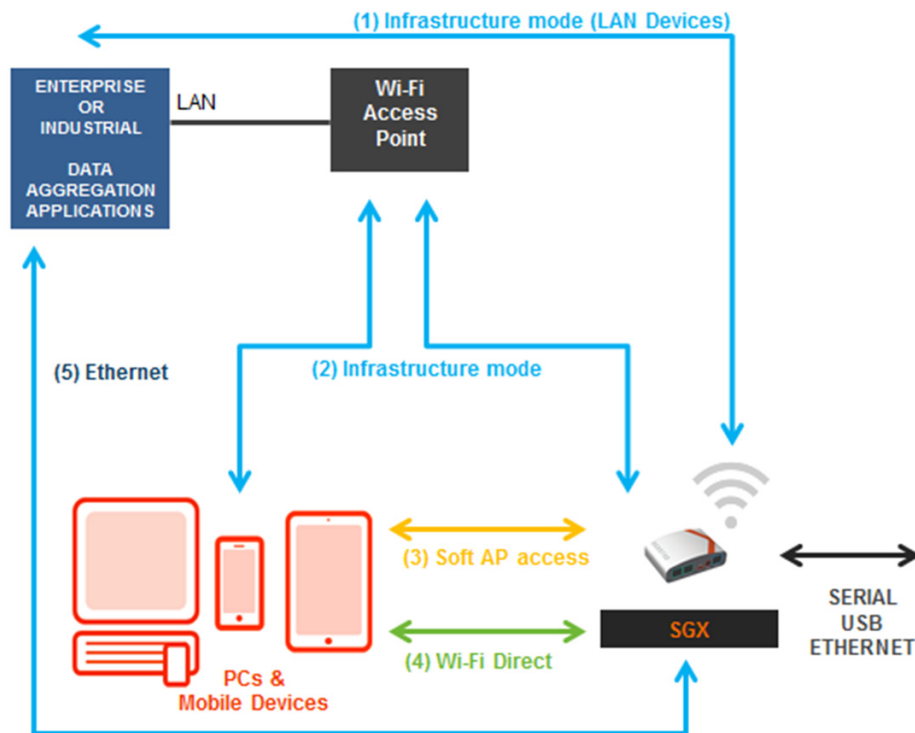 (1) Infrastructure mode (LAN Devices)
ENTERPRISE
OR
INDUSTRIAL
DATA
AGGREGATION
APPLICATIONS
LAN
Wi-Fi
Access
Point
(5) Ethernet
(2) Infrastructure mode
(3) Soft AP access
(4) Wi-Fi Direct
PCs &
Mobile Devices
SGX
SERIAL
USB
ETHERNET